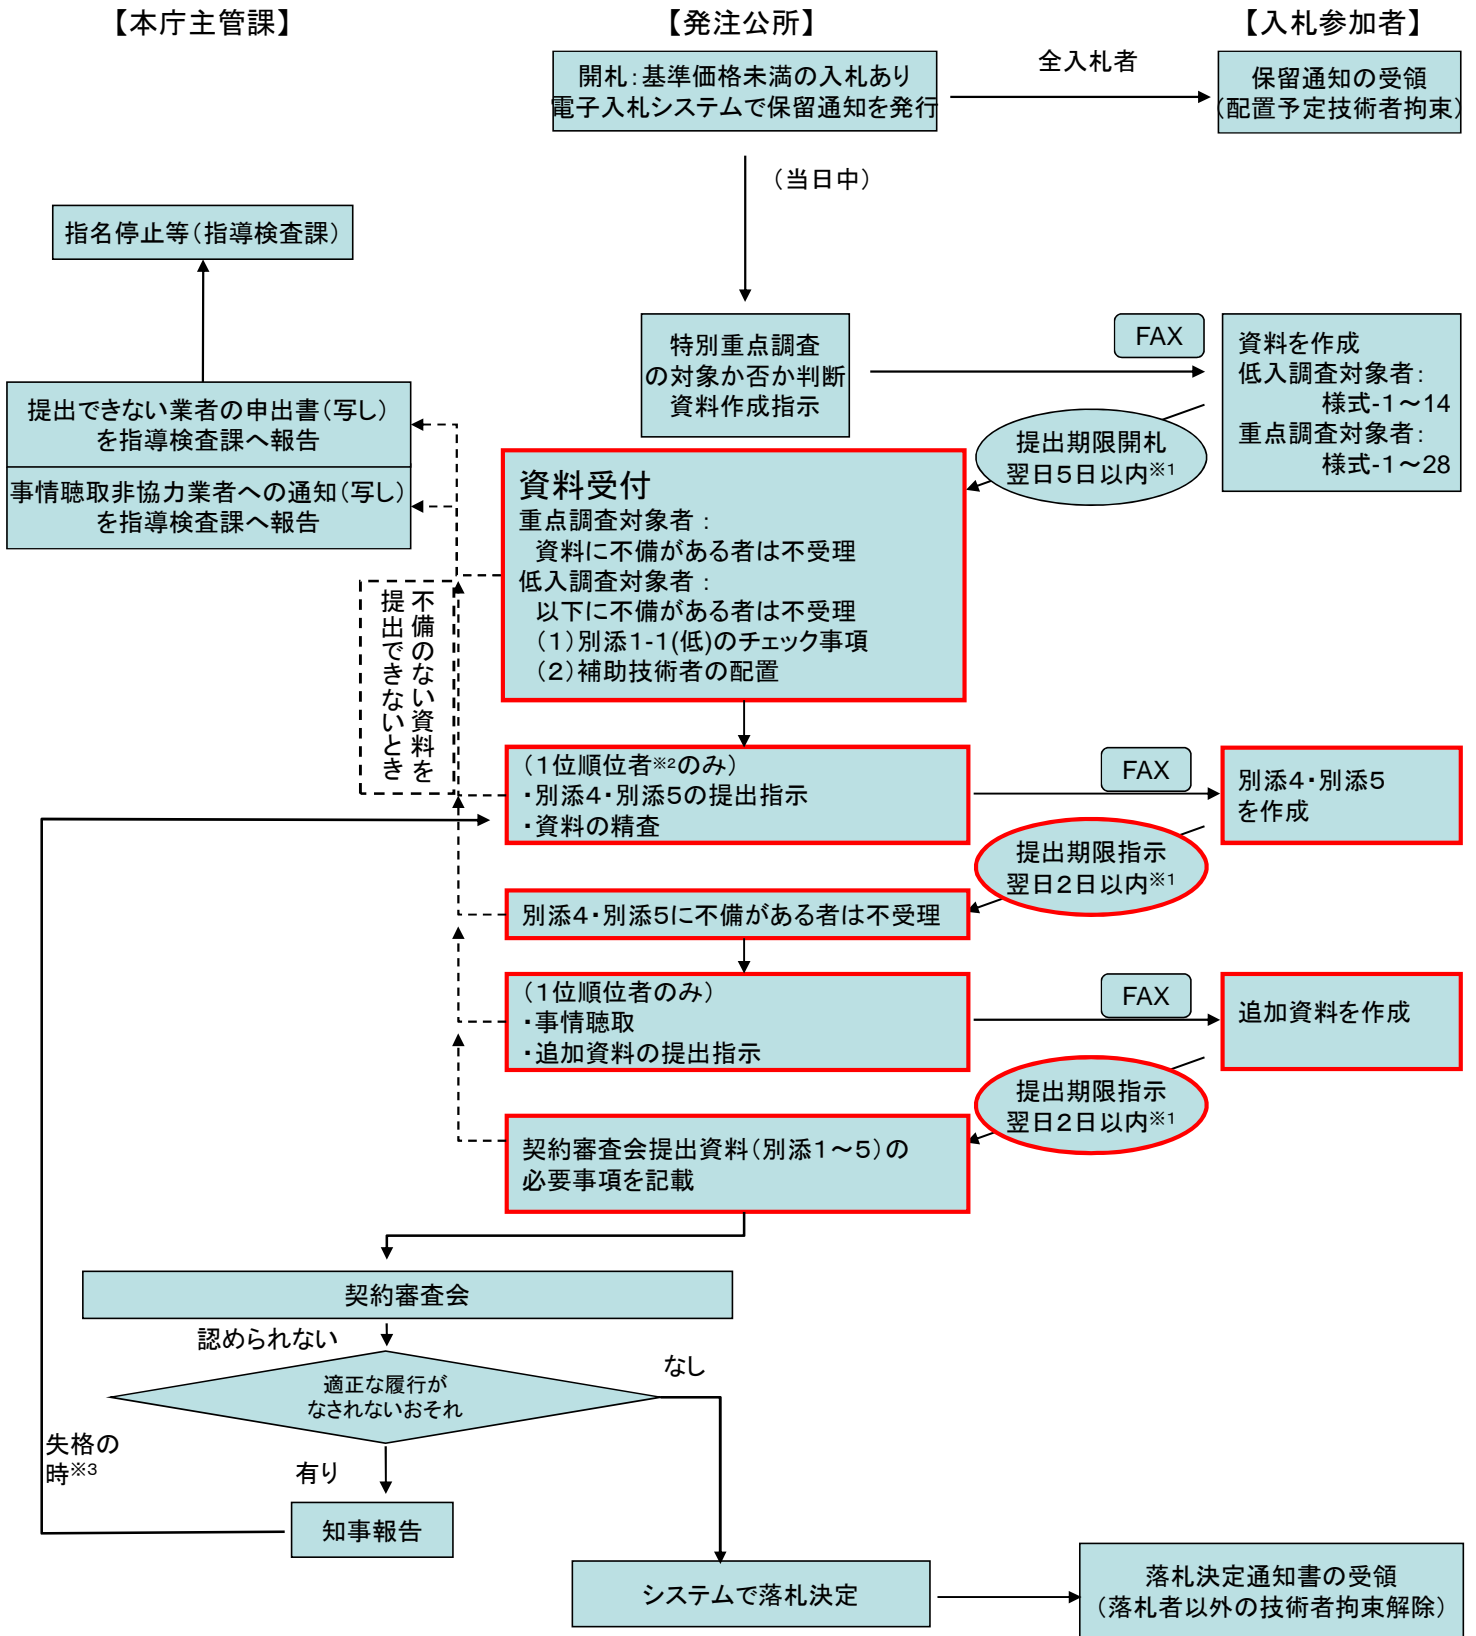 【本庁主管課】
【発注公所】
【入札参加者】
開札:基準価格未満の入札あり
電子入札システムで保留通知を発行
全入札者
保留通知の受領
(配置予定技術者拘束)
(当日中)
指名停止等(指導検査課)
特別重点調査
の対象か否か判断
資料作成指示
FAX
資料を作成
低入調査対象者:
様式-1～14
重点調査対象者:
様式-1～28
提出できない業者の申出書(写し)
を指導検査課へ報告
事情聴取非協力業者への通知(写し)
を指導検査課へ報告
提出期限開札
翌日5日以内※1
資料受付
重点調査対象者:
資料に不備がある者は不受理
低入調査対象者:
以下に不備がある者は不受理
(1)別添1-1(低)のチェック事項
(2)補助技術者の配置
不備のない資料を
提出できないとき
(1位順位者※2のみ)
・別添4・別添5の提出指示
・資料の精査
FAX
別添4・別添5
を作成
提出期限指示
翌日2日以内※1
別添4・別添5に不備がある者は不受理
(1位順位者のみ)
・事情聴取
・追加資料の提出指示
FAX
追加資料を作成
提出期限指示
翌日2日以内※1
契約審査会提出資料(別添1～5)の
必要事項を記載
契約審査会
認められない
なし
適正な履行が
なされないおそれ
失格の
時※3
有り
知事報告
システムで落札決定
落札決定通知書の受領
(落札者以外の技術者拘束解除)